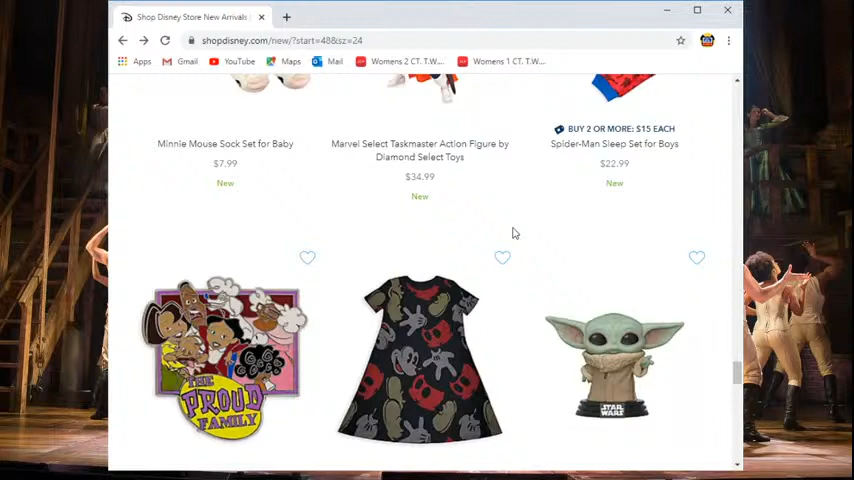 Shop Disney Store New Arrivals |
shopdisney.com/new/?start=48&sz=24
Apps Gmail YouTube Maps Mail Womens 2 CT. T.W... Womens 1 CT. T.W...
BUY 2 OR MORE: $15 EACH
Minnie Mouse Sock Set for Baby
$7.99
New
Marvel Select Taskmaster Action Figure by
Diamond Select Toys
$34.99
New
Spider-Man Sleep Set for Boys
$22.99
New
THE
PROUD
FAMILY
STAR
WARS